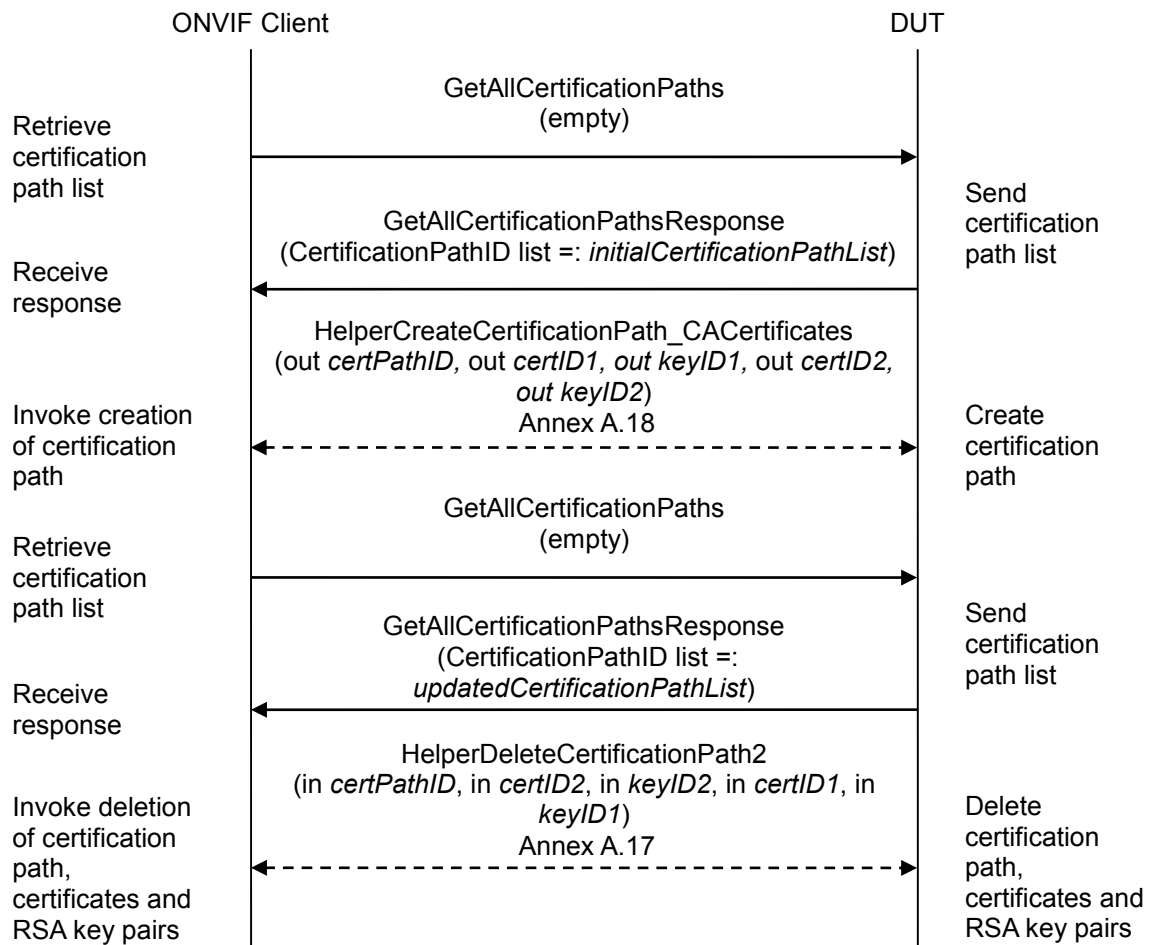 ONVIF Client
DUT
GetAllCertificationPaths
(empty)
Retrieve
certification
path list
Send
certification
path list
GetAllCertificationPathsResponse
(CertificationPathID list =: initialCertificationPathList)
Receive
response
HelperCreateCertificationPath_CACertificates
(out certPathID, out certID1, out keyID1, out certID2,
out keyID2)
Annex A.18
Invoke creation
of certification
path
Create
certification
path
GetAllCertificationPaths
(empty)
Retrieve
certification
path list
Send
certification
path list
GetAllCertificationPathsResponse
(CertificationPathID list =:
updatedCertificationPathList)
Receive
response
HelperDeleteCertificationPath2
(in certPathID, in certID2, in keyID2, in certID1, in
keyID1)
Annex A.17
Invoke deletion
of certification
path,
certificates and
RSA key pairs
Delete
certification
path,
certificates and
RSA key pairs